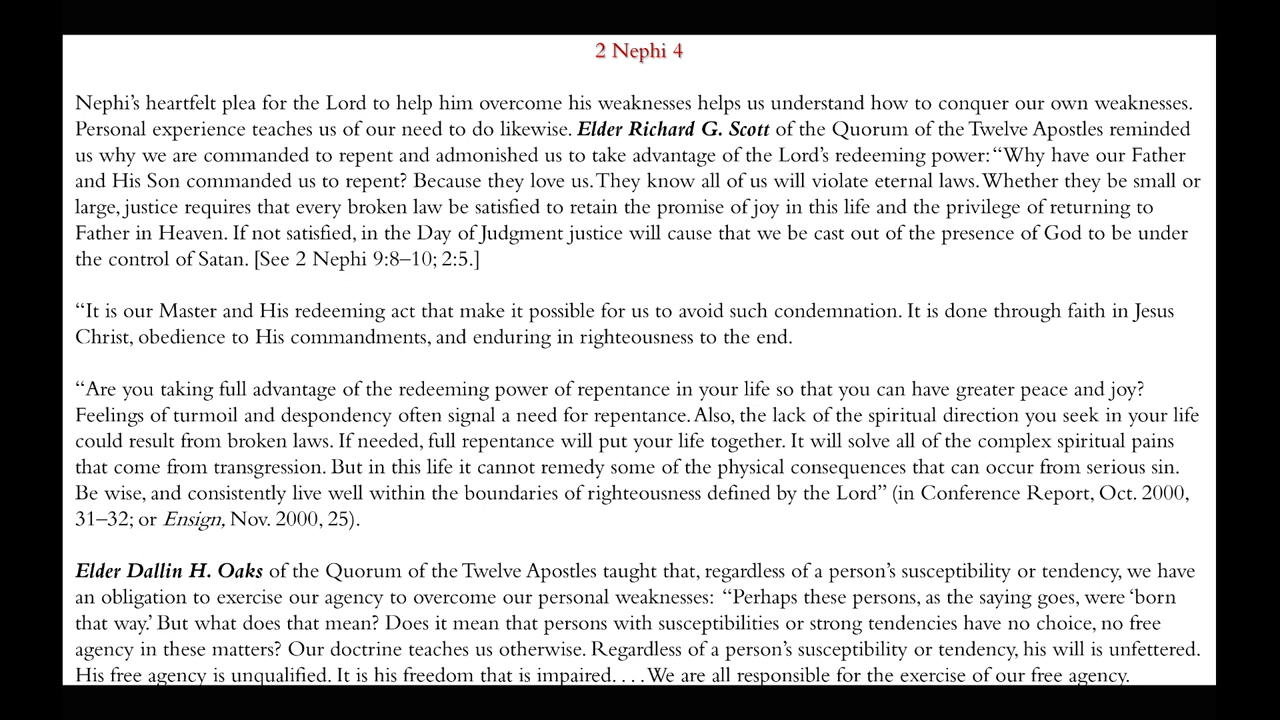 2 Nephi 4
Nephi’s heartfelt plea for the Lord to help him overcome his weaknesses helps us understand how to conquer our own weaknesses.
Personal experience teaches us of our need to do likewise. Elder Richard G. Scott of the Quorum of the Twelve Apostles reminded
us why we are commanded to repent and admonished us to take advantage of the Lord’s redeeming power: “Why have our Father
and His Son commanded us to repent? Because they love us. They know all of us will violate eternal laws. Whether they be small or
large, justice requires that every broken law be satisfied to retain the promise of joy in this life and the privilege of returning to
Father in Heaven. If not satisfied, in the Day of Judgment justice will cause that we be cast out of the presence of God to be under
the control of Satan. [See 2 Nephi 9:8–10; 2:5.]
“It is our Master and His redeeming act that make it possible for us to avoid such condemnation. It is done through faith in Jesus
Christ, obedience to His commandments, and enduring in righteousness to the end.
“Are you taking full advantage of the redeeming power of repentance in your life so that you can have greater peace and joy?
Feelings of turmoil and despondency often signal a need for repentance. Also, the lack of the spiritual direction you seek in your life
could result from broken laws. If needed, full repentance will put your life together. It will solve all of the complex spiritual pains
that come from transgression. But in this life it cannot remedy some of the physical consequences that can occur from serious sin.
Be wise, and consistently live well within the boundaries of righteousness defined by the Lord” (in Conference Report, Oct. 2000,
31–32; or Ensign, Nov. 2000, 25).
Elder Dallin H. Oaks of the Quorum of the Twelve Apostles taught that, regardless of a person’s susceptibility or tendency, we have
an obligation to exercise our agency to overcome our personal weaknesses: “Perhaps these persons, as the saying goes, were ‘born
that way.’ But what does that mean? Does it mean that persons with susceptibilities or strong tendencies have no choice, no free
agency in these matters? Our doctrine teaches us otherwise. Regardless of a person’s susceptibility or tendency, his will is unfettered.
His free agency is unqualified. It is his freedom that is impaired. . . . We are all responsible for the exercise of our free agency.